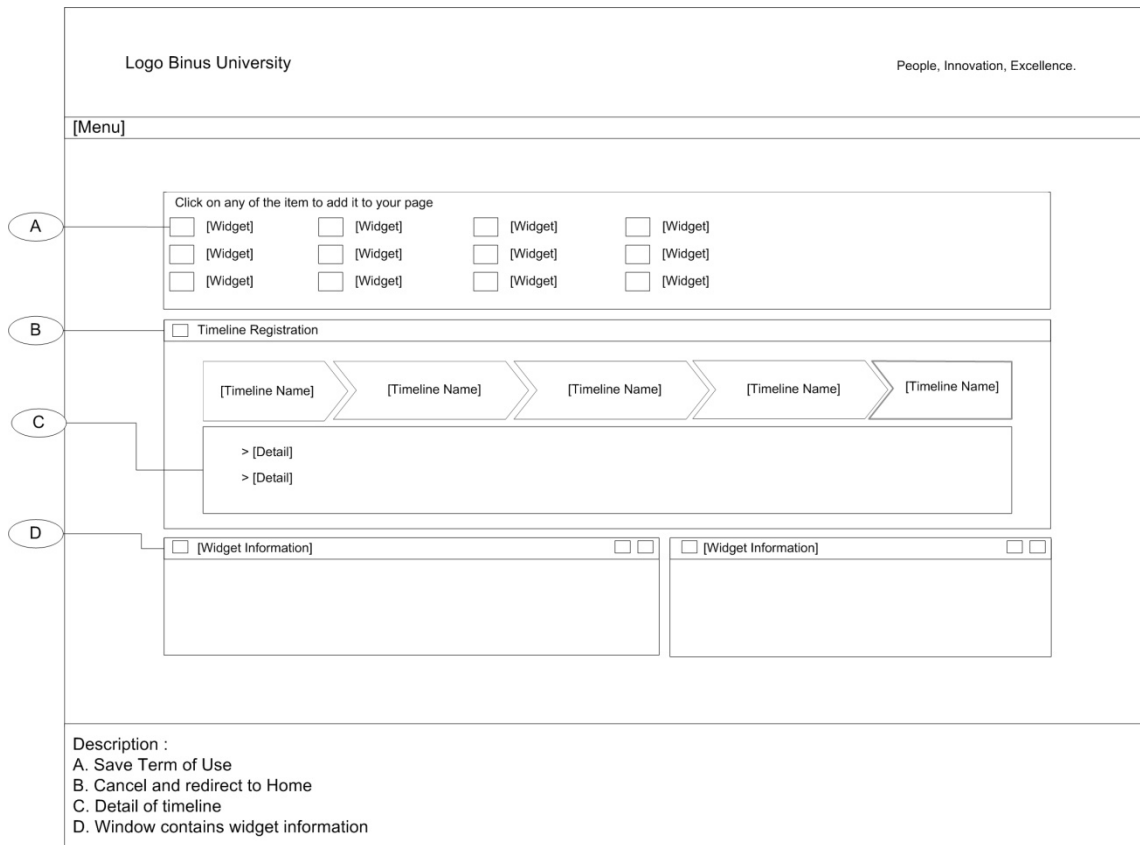 Logo Binus University
People, Innovation, Excellence.
[Menu]
Click on any of the item to add it to your page
A
[Widget] [Widget] [Widget] [Widget]
[Widget] [Widget] [Widget] [Widget]
[Widget] [Widget] [Widget] [Widget]
B
Timeline Registration
[Timeline Name] [Timeline Name] [Timeline Name] [Timeline Name] [Timeline Name]
C
> [Detail]
> [Detail]
D
[Widget Information] [Widget Information]
Description :
A. Save Term of Use
B. Cancel and redirect to Home
C. Detail of timeline
D. Window contains widget information